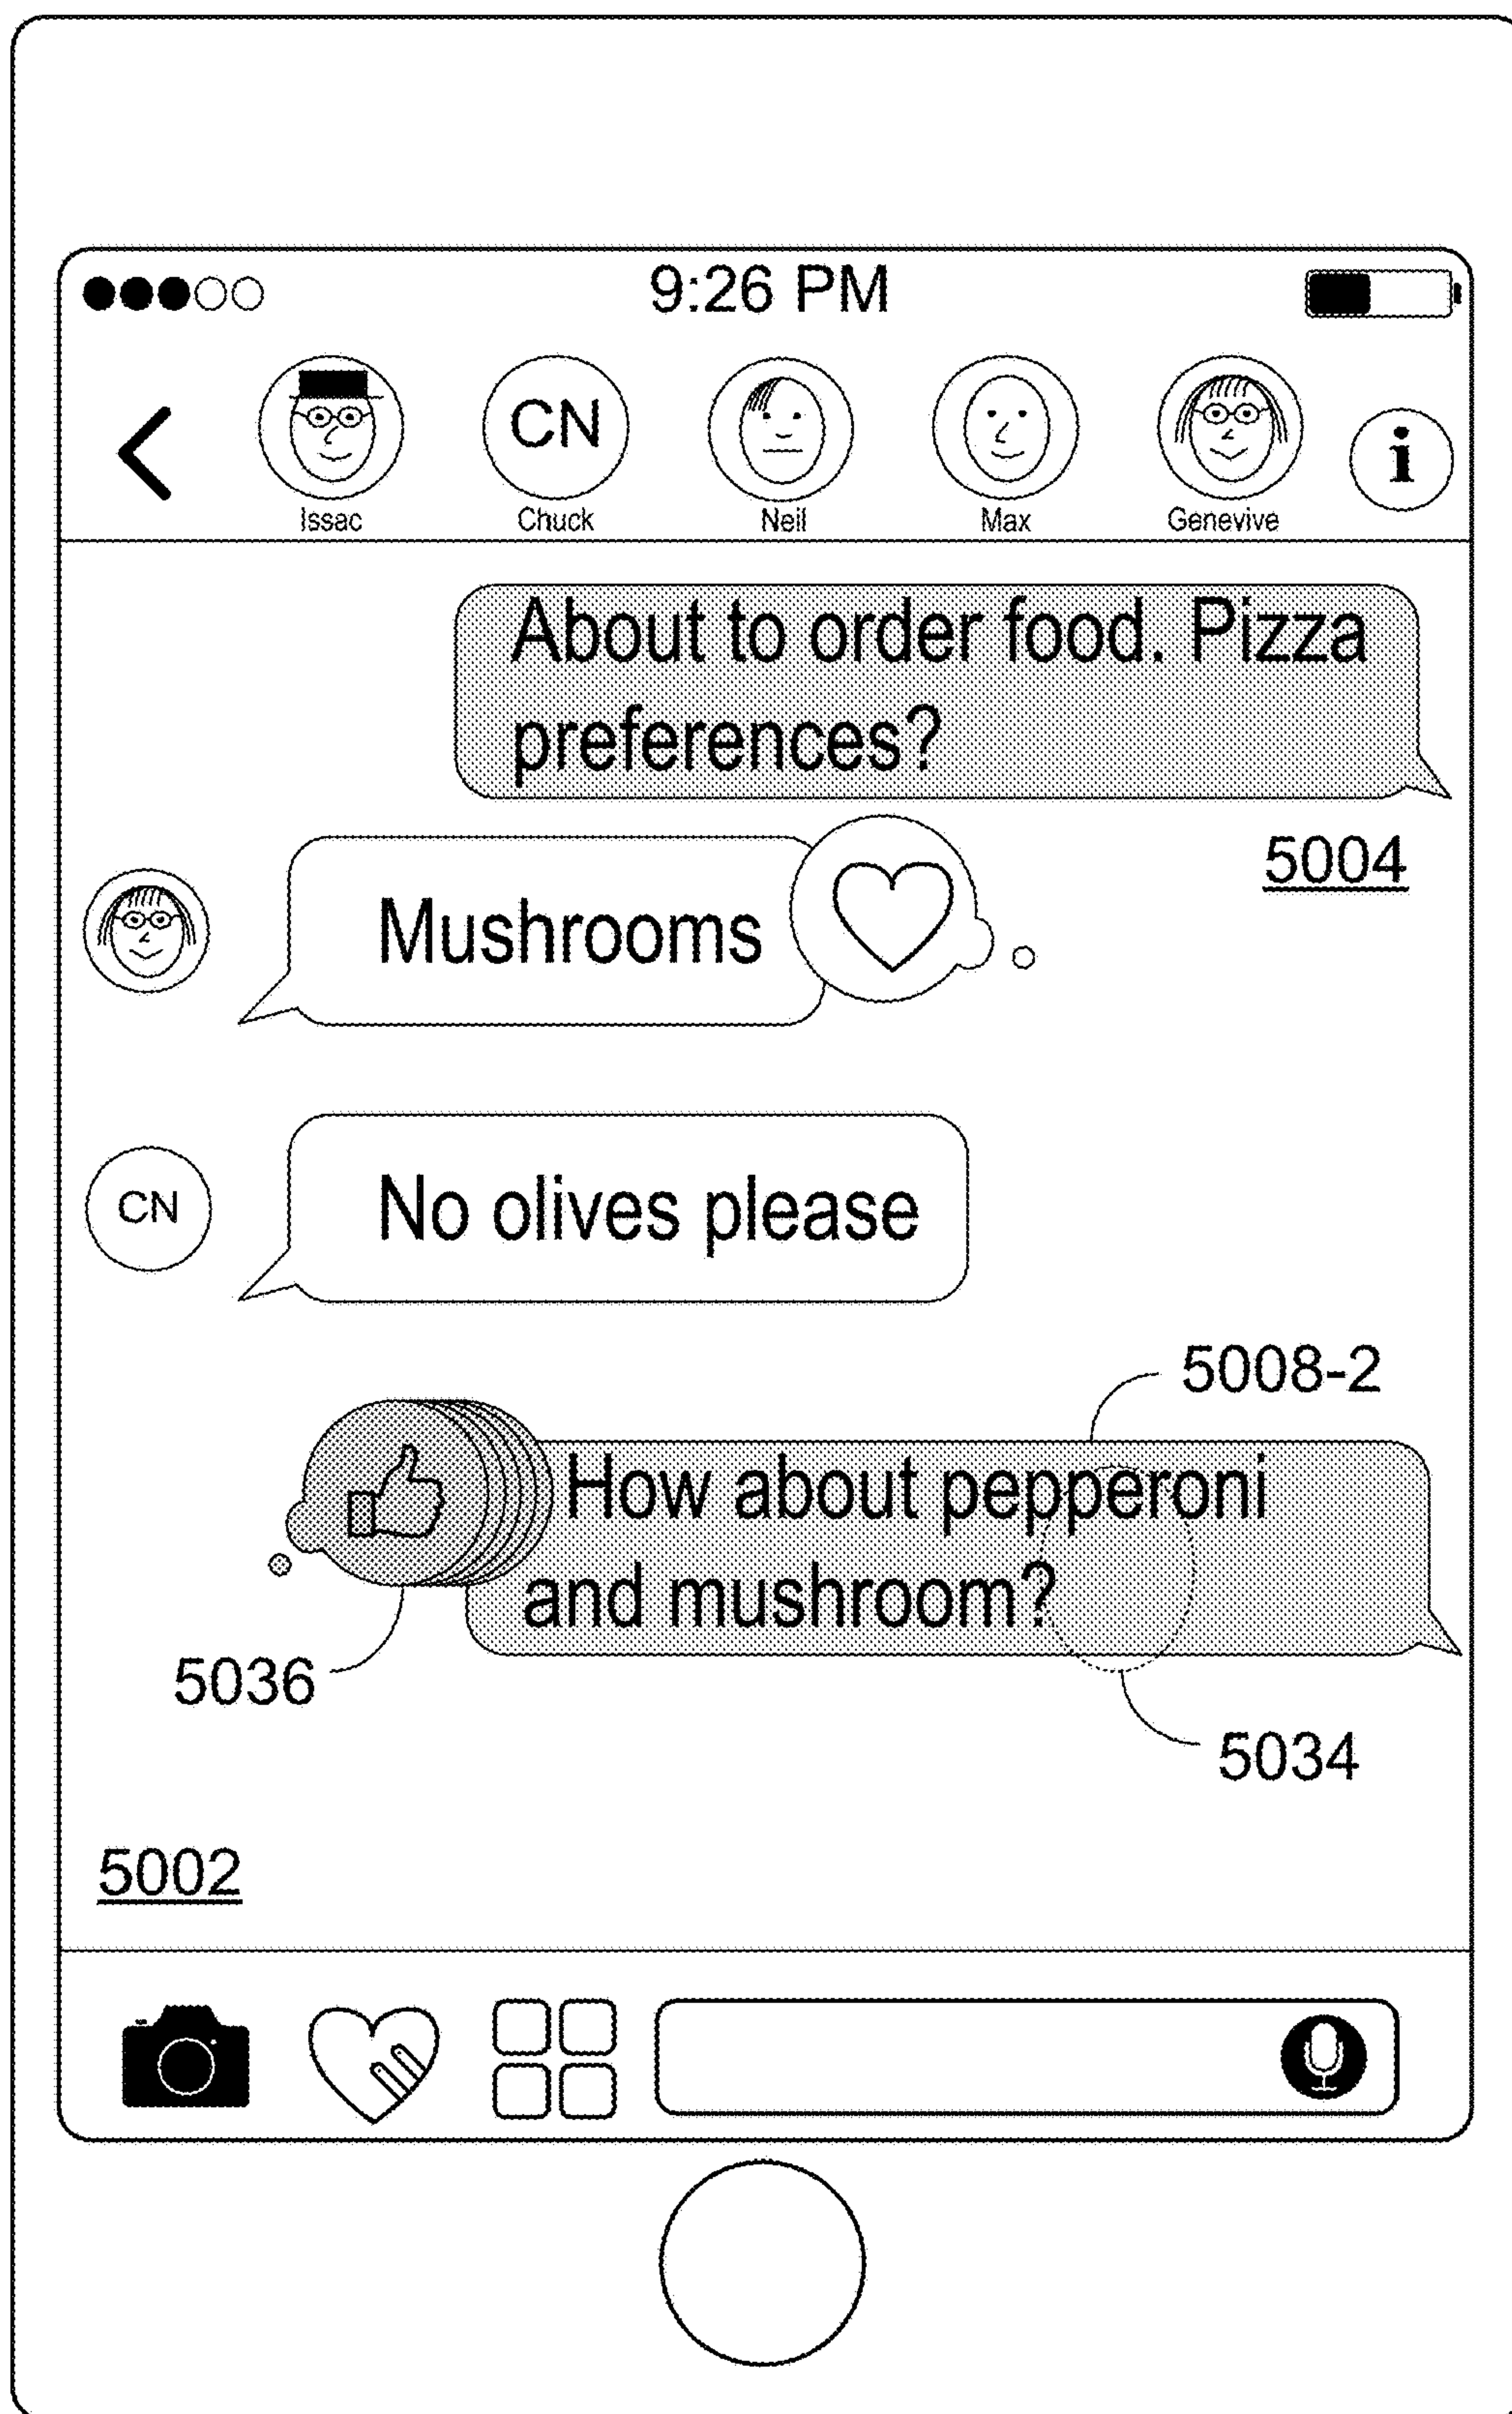 9:26 PM
CN
i
Issac Chuck Neil Max Genevive
About to order food. Pizza
preferences?
5004
Mushrooms
CN
No olives please
5008-2
How about pepperoni
and mushroom?
5036
5034
5002